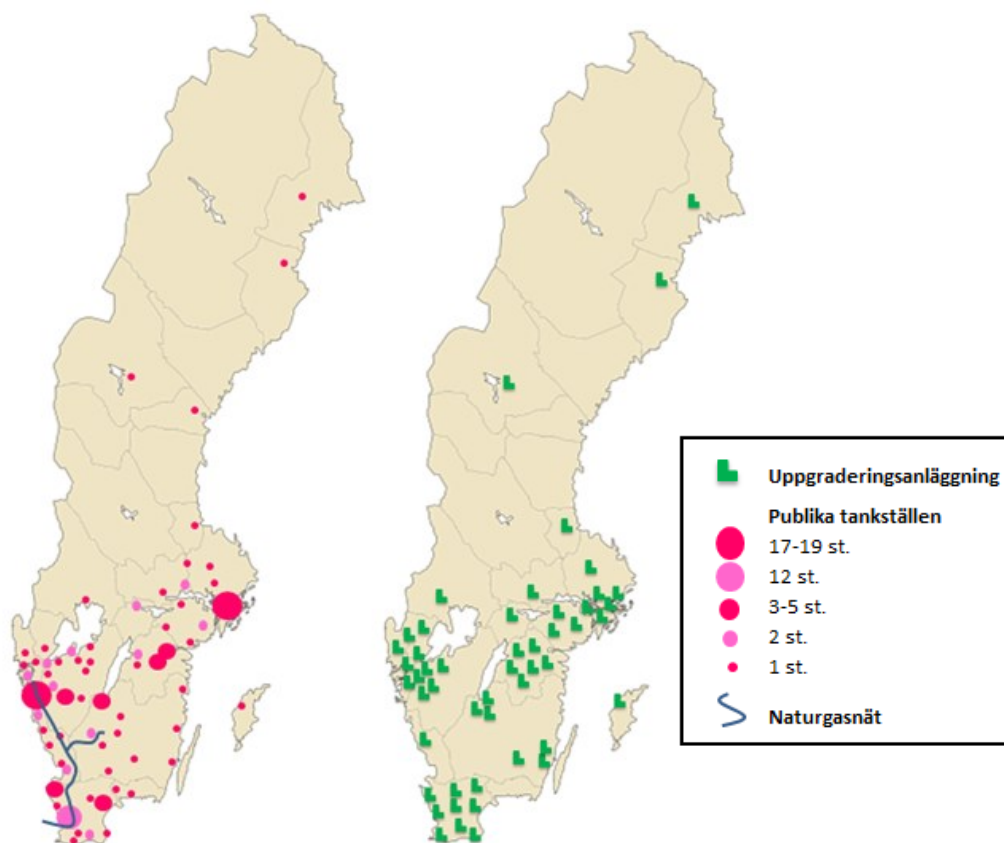 Uppgraderingsanläggning
Publika tankställen
17-19 st.
12 st.
3-5 st.
2 st.
1 st.
Naturgasnät